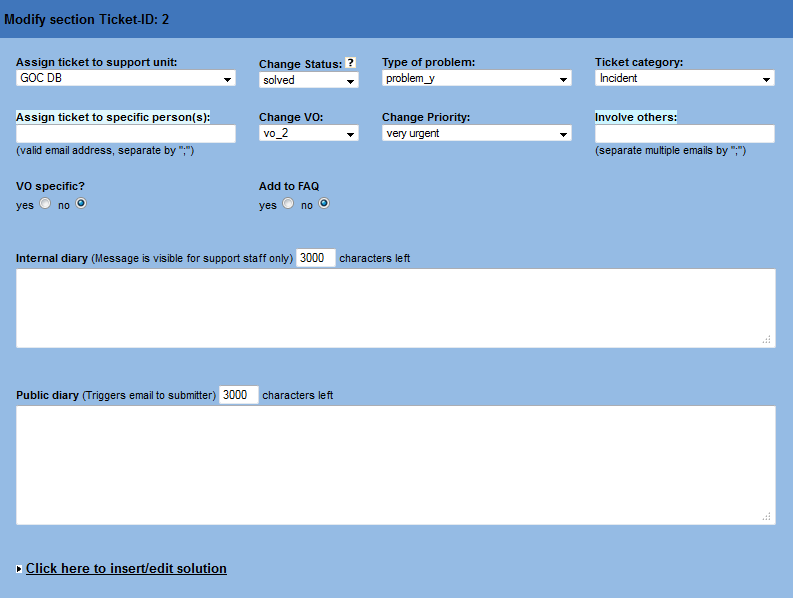 Modify section Ticket-ID: 2
Assign ticket to support unit: Change Status: ? Type of problem: Ticket category:
GOC DB solved problem_y Incident
Assign ticket to specific person(s): Change VO: Change Priority: Involve others:
vo_2 very urgent
(valid email address, separate by ";") (separate multiple emails by ";")
VO specific? Add to FAQ
yes no yes no
Internal diary (Message is visible for support staff only) 3000 characters left
Public diary (Triggers email to submitter) 3000 characters left
Click here to insert/edit solution